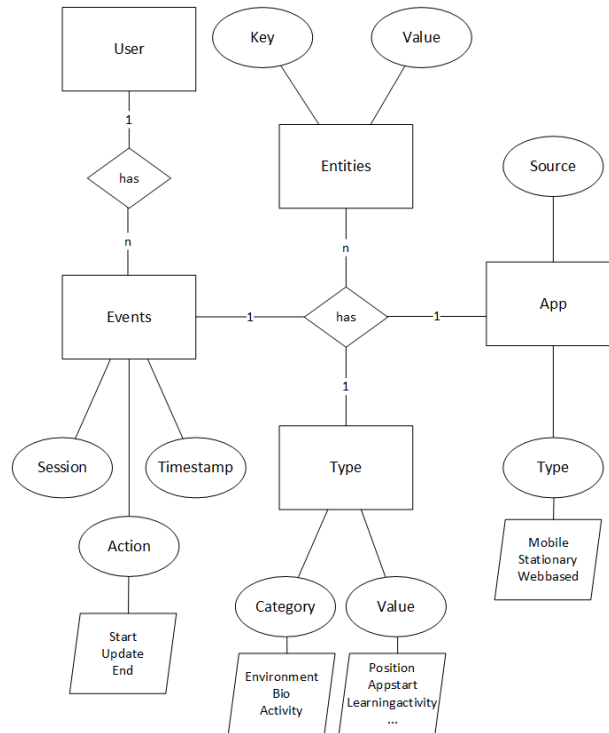 User
Key
Value
1
has
Entities
Source
n
n
Events
1
has
1
App
1
Session
Timestamp
Type
Type
Action
Mobile
Stationary
Webbased
Category
Value
Start
Update
End
Environment
Bio
Activity
Position
Appstart
Learningactivity
...